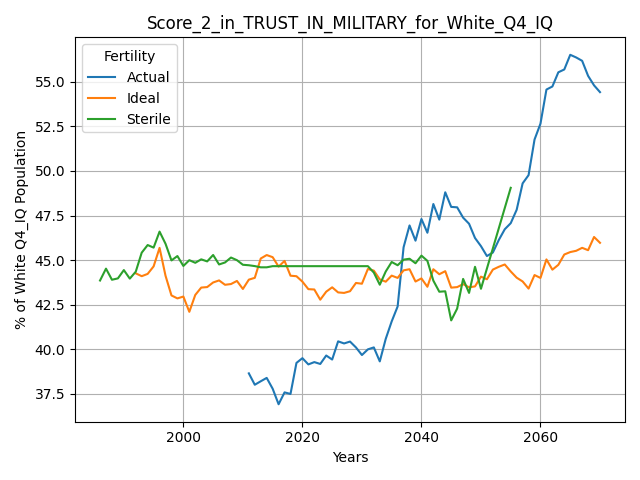 Score_2_in_TRUST_IN_MILITARY_for_White_Q4_IQ
Fertility
Actual
Ideal
Sterile
% of White Q4_IQ Population
55.0
52.5
50.0
47.5
45.0
42.5
40.0
37.5
2000
2020
2040
2060
Years